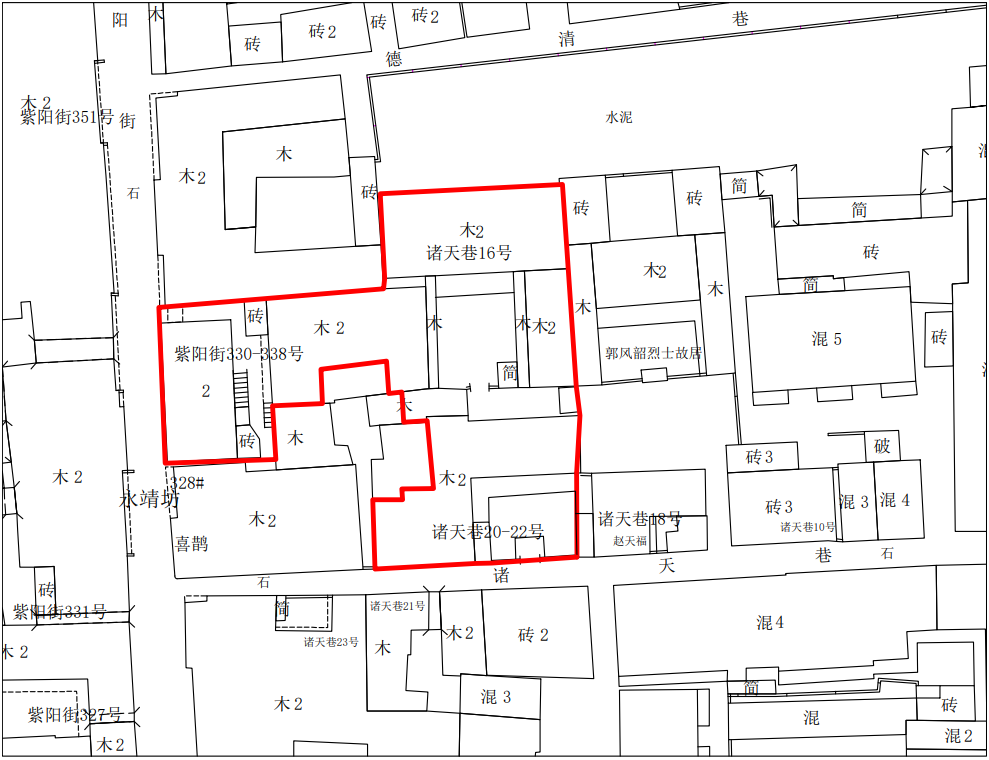 阳
木
砖
砖2
砖
砖2
德
清
巷
木2
紫阳街351号
街
水泥
木
石
木2
砖
木2
诸天巷16号
砖
砖
简
简
砖
木2
木
简
木
砖
木2
木
木
木2
混5
砖
紫阳街330-338号
2
郭风韶烈士故居
简
木
砖
木
破
砖3
木2
木2
328#
永靖坊
木2
喜鹊
诸天巷20-22号
诸天巷18号
赵天福
砖3
诸天巷10号
混3
混4
石
诸
天
巷
石
砖
紫阳街331号
简
诸天巷21号
诸天巷23号
木
木2
砖2
混4
木2
木2
混3
简
混
砖
紫阳街327号
木2
混2